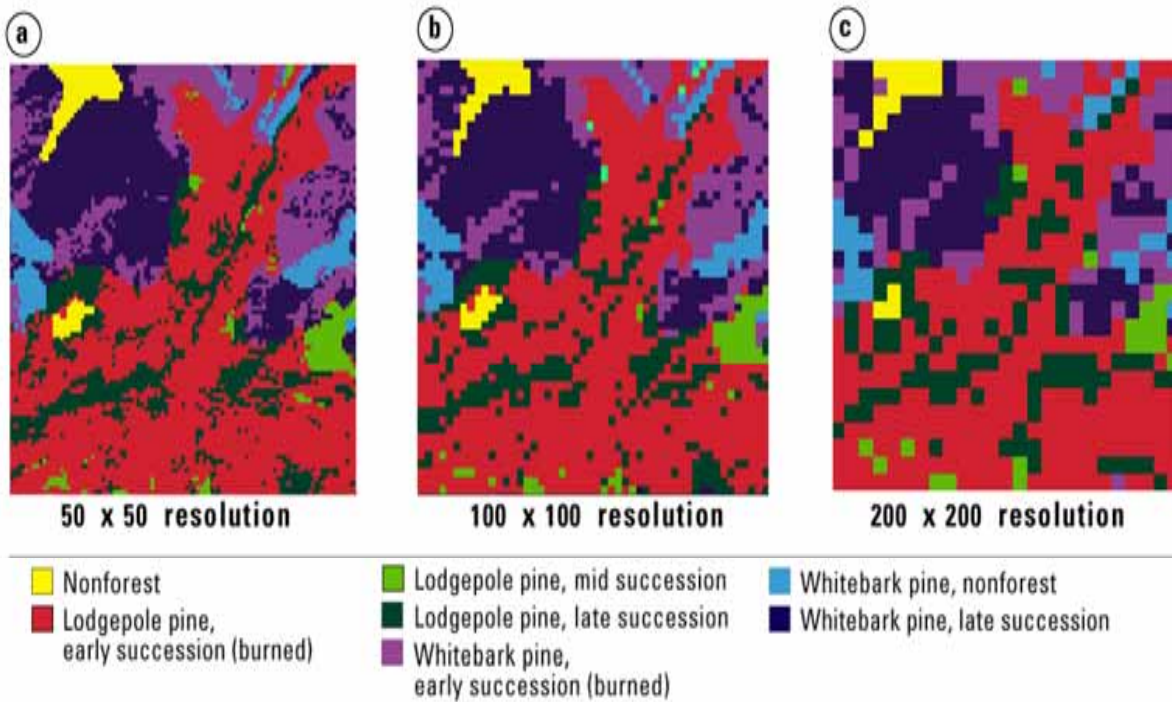 a
b
c
50 x 50 resolution
100 x 100 resolution
200 x 200 resolution
Nonforest
Lodgepole pine,
early succession (burned)
Lodgepole pine, mid succession
Lodgepole pine, late succession
Whitebark pine,
early succession (burned)
Whitebark pine, nonforest
Whitebark pine, late succession